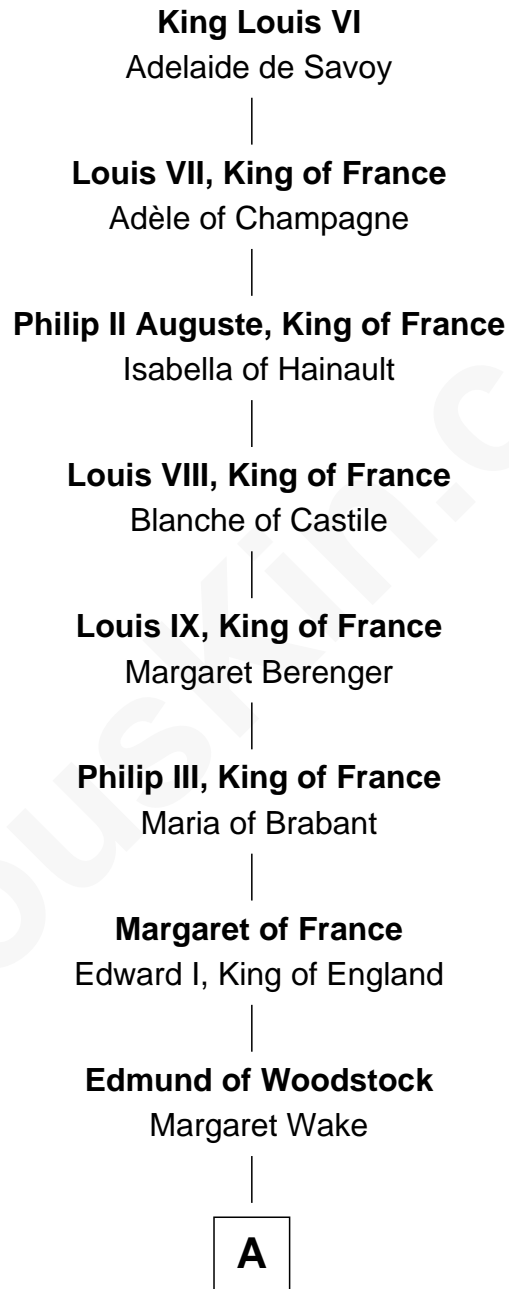 King Louis VI
Adelaide de Savoy
Louis VII, King of France
Adèle of Champagne
Philip II Auguste, King of France
Isabella of Hainault
Louis VIII, King of France
Blanche of Castile
Louis IX, King of France
Margaret Berenger
Philip III, King of France
Maria of Brabant
Margaret of France
Edward I, King of England
Edmund of Woodstock
Margaret Wake
A